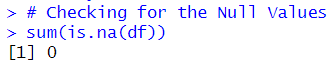 > # Checking for the Null Values
> sum(is.na(df))
[1] 0